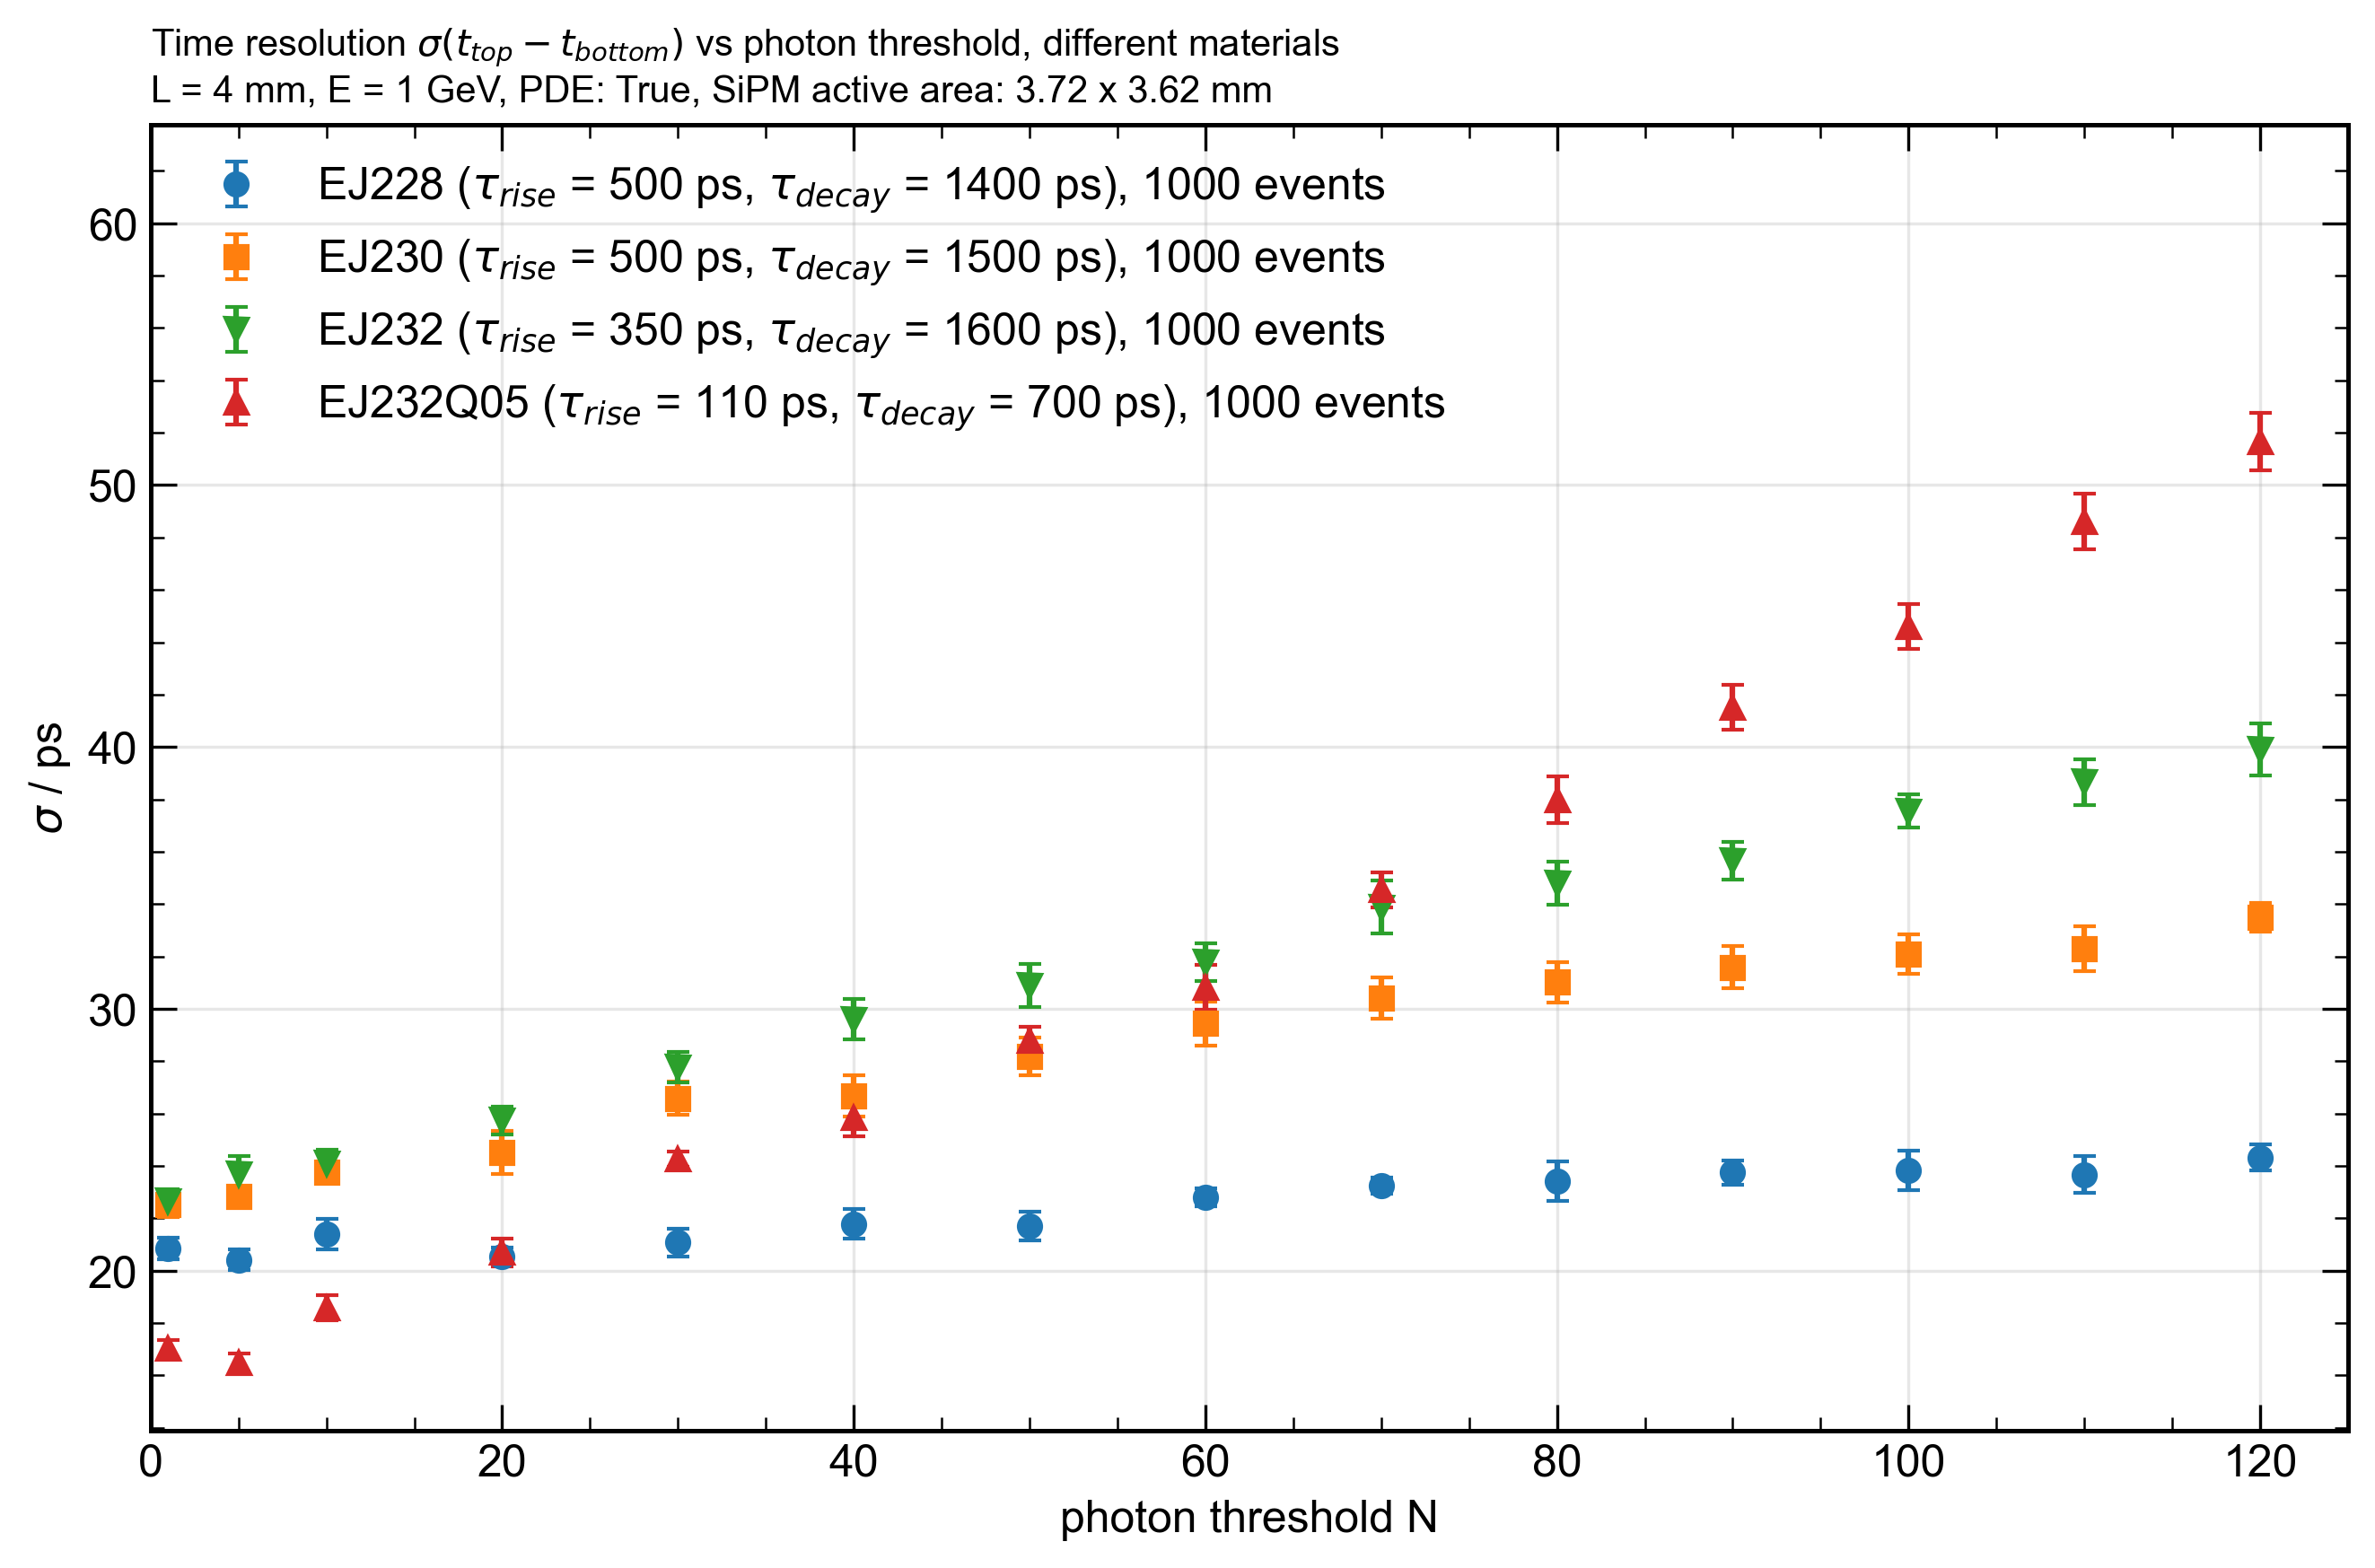 Time resolution σ(t_top − t_bottom) vs photon threshold, different materials
L = 4 mm, E = 1 GeV, PDE: True, SiPM active area: 3.72 x 3.62 mm
EJ228 (τ_rise = 500 ps, τ_decay = 1400 ps), 1000 events
EJ230 (τ_rise = 500 ps, τ_decay = 1500 ps), 1000 events
EJ232 (τ_rise = 350 ps, τ_decay = 1600 ps), 1000 events
EJ232Q05 (τ_rise = 110 ps, τ_decay = 700 ps), 1000 events
60
50
40
30
20
σ / ps
0 20 40 60 80 100 120
photon threshold N